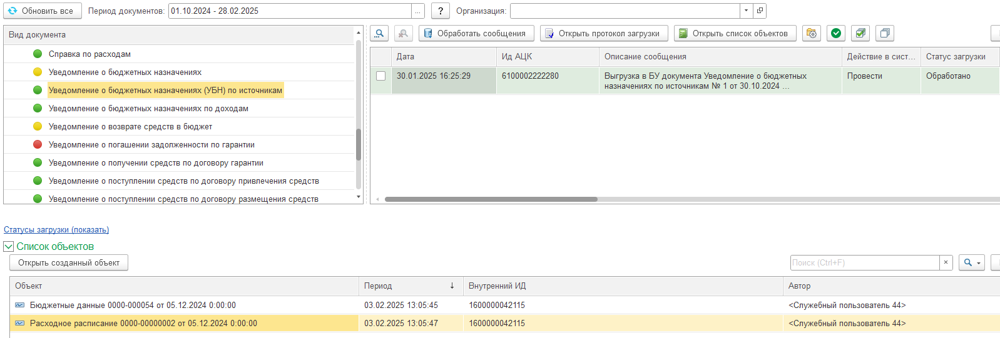 Обновить все
Период документов:
01.10.2024 - 28.02.2025
...
?
Организация:
Вид документа
Справка по расходам
Уведомление о бюджетных назначениях
Уведомление о бюджетных назначениях (УБН) по источникам
Уведомление о бюджетных назначениях по доходам
Уведомление о возврате средств в бюджет
Уведомление о погашении задолженности по гарантии
Уведомление о получении средств по договору гарантии
Уведомление о поступлении средств по договору привлечения средств
Уведомление о поступлении средств по договору размещения средств
Обработать сообщения
Открыть протокол загрузки
Открыть список объектов
Дата
Ид АЦК
Описание сообщения
Действие в сист...
Статус загрузки
30.01.2025 16:25:29
6100002222280
Выгрузка в БУ документа Уведомление о бюджетных
назначениях по источникам № 1 от 30.10.2024 ...
Провести
Обработано
Статусы загрузки (показать)
Список объектов
Открыть созданный объект
Поиск (Ctrl+F)
×
Объект
Период
↓
Внутренний ИД
Автор
Бюджетные данные 0000-000054 от 05.12.2024 0:00:00
03.02.2025 13:05:45
1600000042115
<Служебный пользователь 44>
Расходное расписание 0000-00000002 от 05.12.2024 0:00:00
03.02.2025 13:05:47
1600000042115
<Служебный пользователь 44>